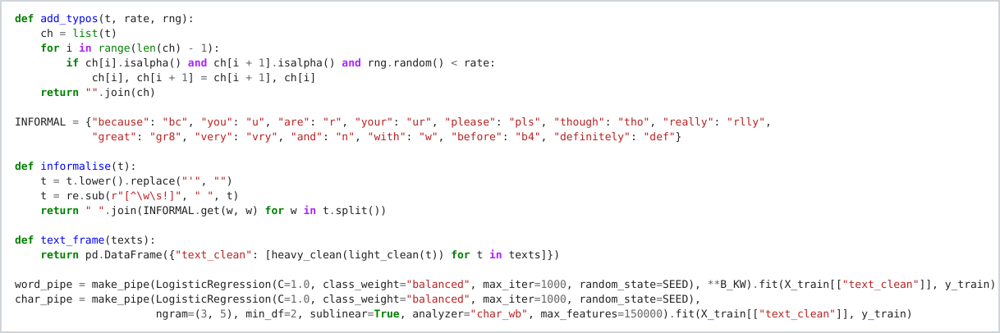 def add_typos(t, rate, rng):
    ch = list(t)
    for i in range(len(ch) - 1):
        if ch[i].isalpha() and ch[i + 1].isalpha() and rng.random() < rate:
            ch[i], ch[i + 1] = ch[i + 1], ch[i]
    return "".join(ch)

INFORMAL = {"because": "bc", "you": "u", "are": "r", "your": "ur", "please": "pls", "though": "tho", "really": "rlly",
            "great": "gr8", "very": "vry", "and": "n", "with": "w", "before": "b4", "definitely": "def"}

def informalise(t):
    t = t.lower().replace("'", "")
    t = re.sub(r"[^\w\s!]", " ", t)
    return " ".join(INFORMAL.get(w, w) for w in t.split())

def text_frame(texts):
    return pd.DataFrame({"text_clean": [heavy_clean(light_clean(t)) for t in texts]})

word_pipe = make_pipe(LogisticRegression(C=1.0, class_weight="balanced", max_iter=1000, random_state=SEED), **B_KW).fit(X_train[["text_clean"]], y_train)
char_pipe = make_pipe(LogisticRegression(C=1.0, class_weight="balanced", max_iter=1000, random_state=SEED),
                      ngram=(3, 5), min_df=2, sublinear=True, analyzer="char_wb", max_features=150000).fit(X_train[["text_clean"]], y_train)